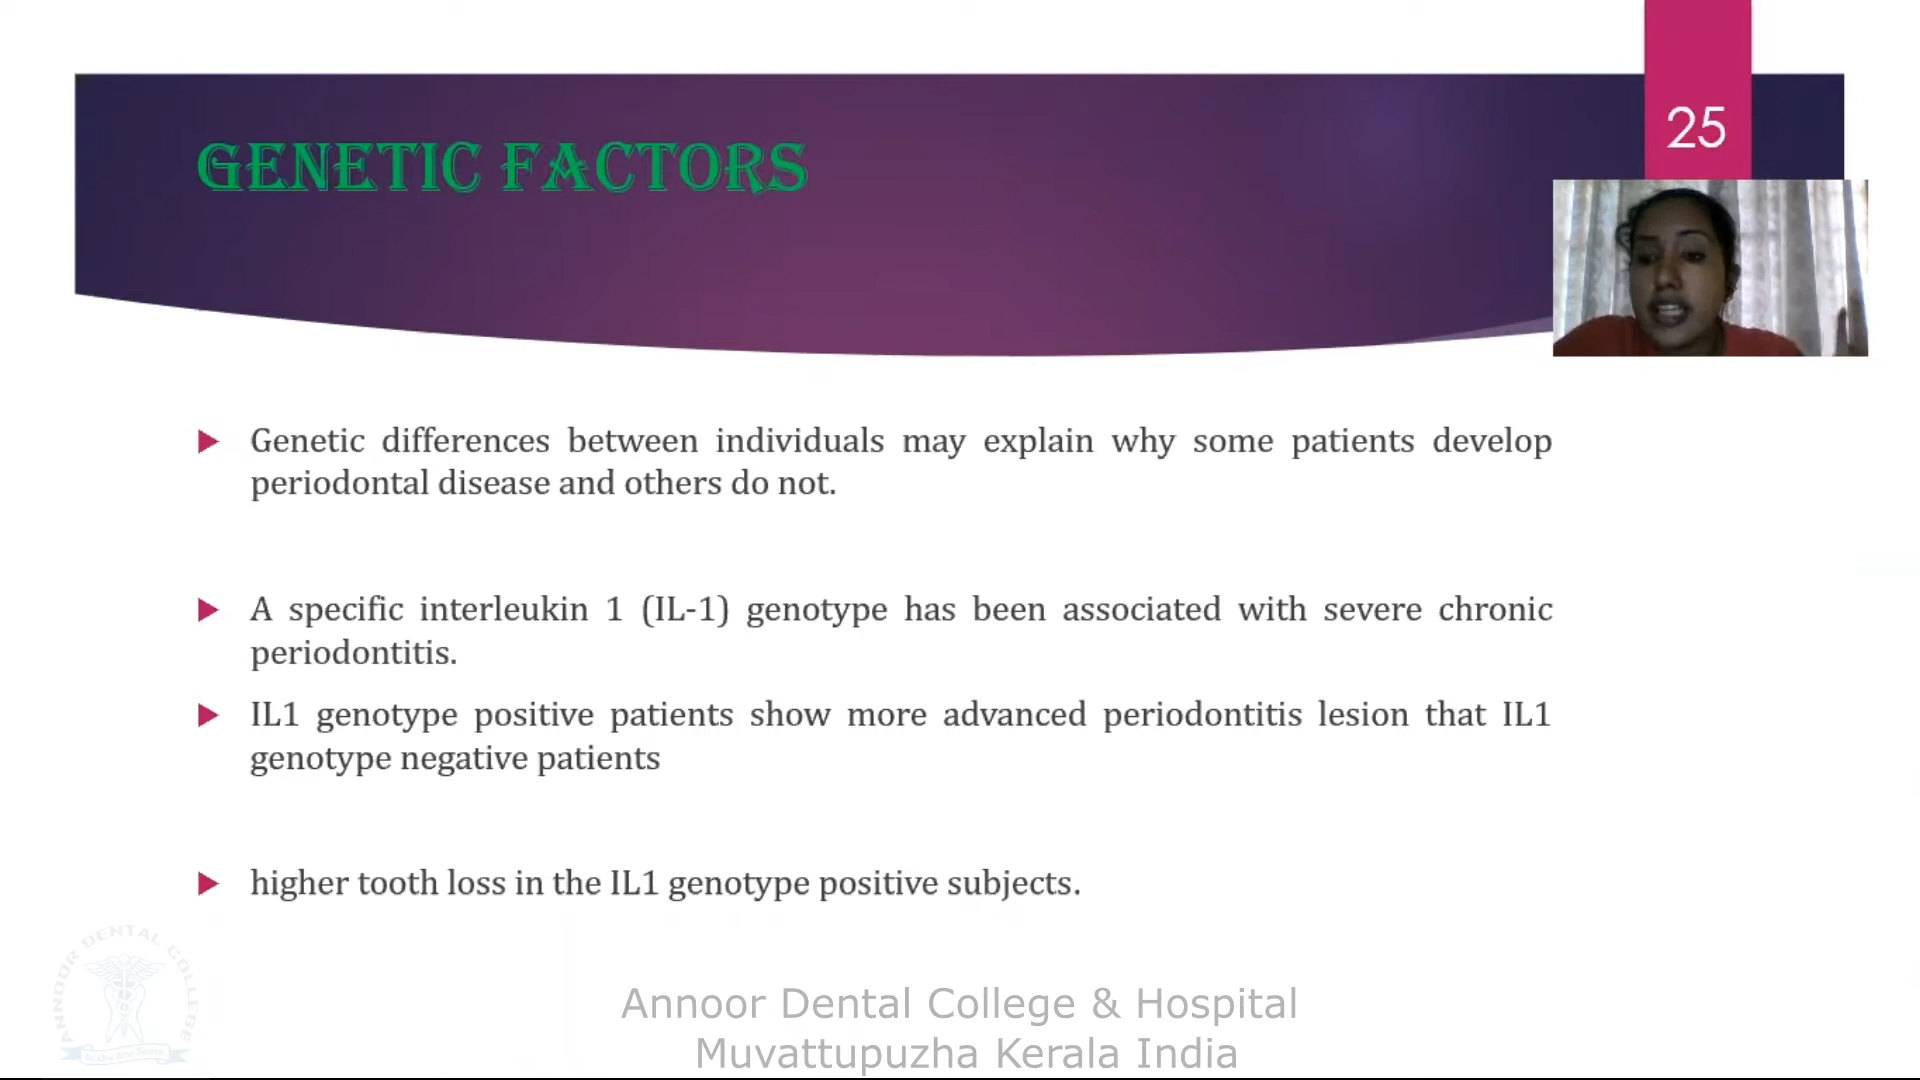 25
GENETIC FACTORS
Genetic differences between individuals may explain why some patients develop
periodontal disease and others do not.
A specific interleukin 1 (IL-1) genotype has been associated with severe chronic
periodontitis.
IL1 genotype positive patients show more advanced periodontitis lesion that IL1
genotype negative patients
higher tooth loss in the IL1 genotype positive subjects.
ANNOOR DENTAL COLLEGE
Annoor Dental College & Hospital
Muvattupuzha Kerala India